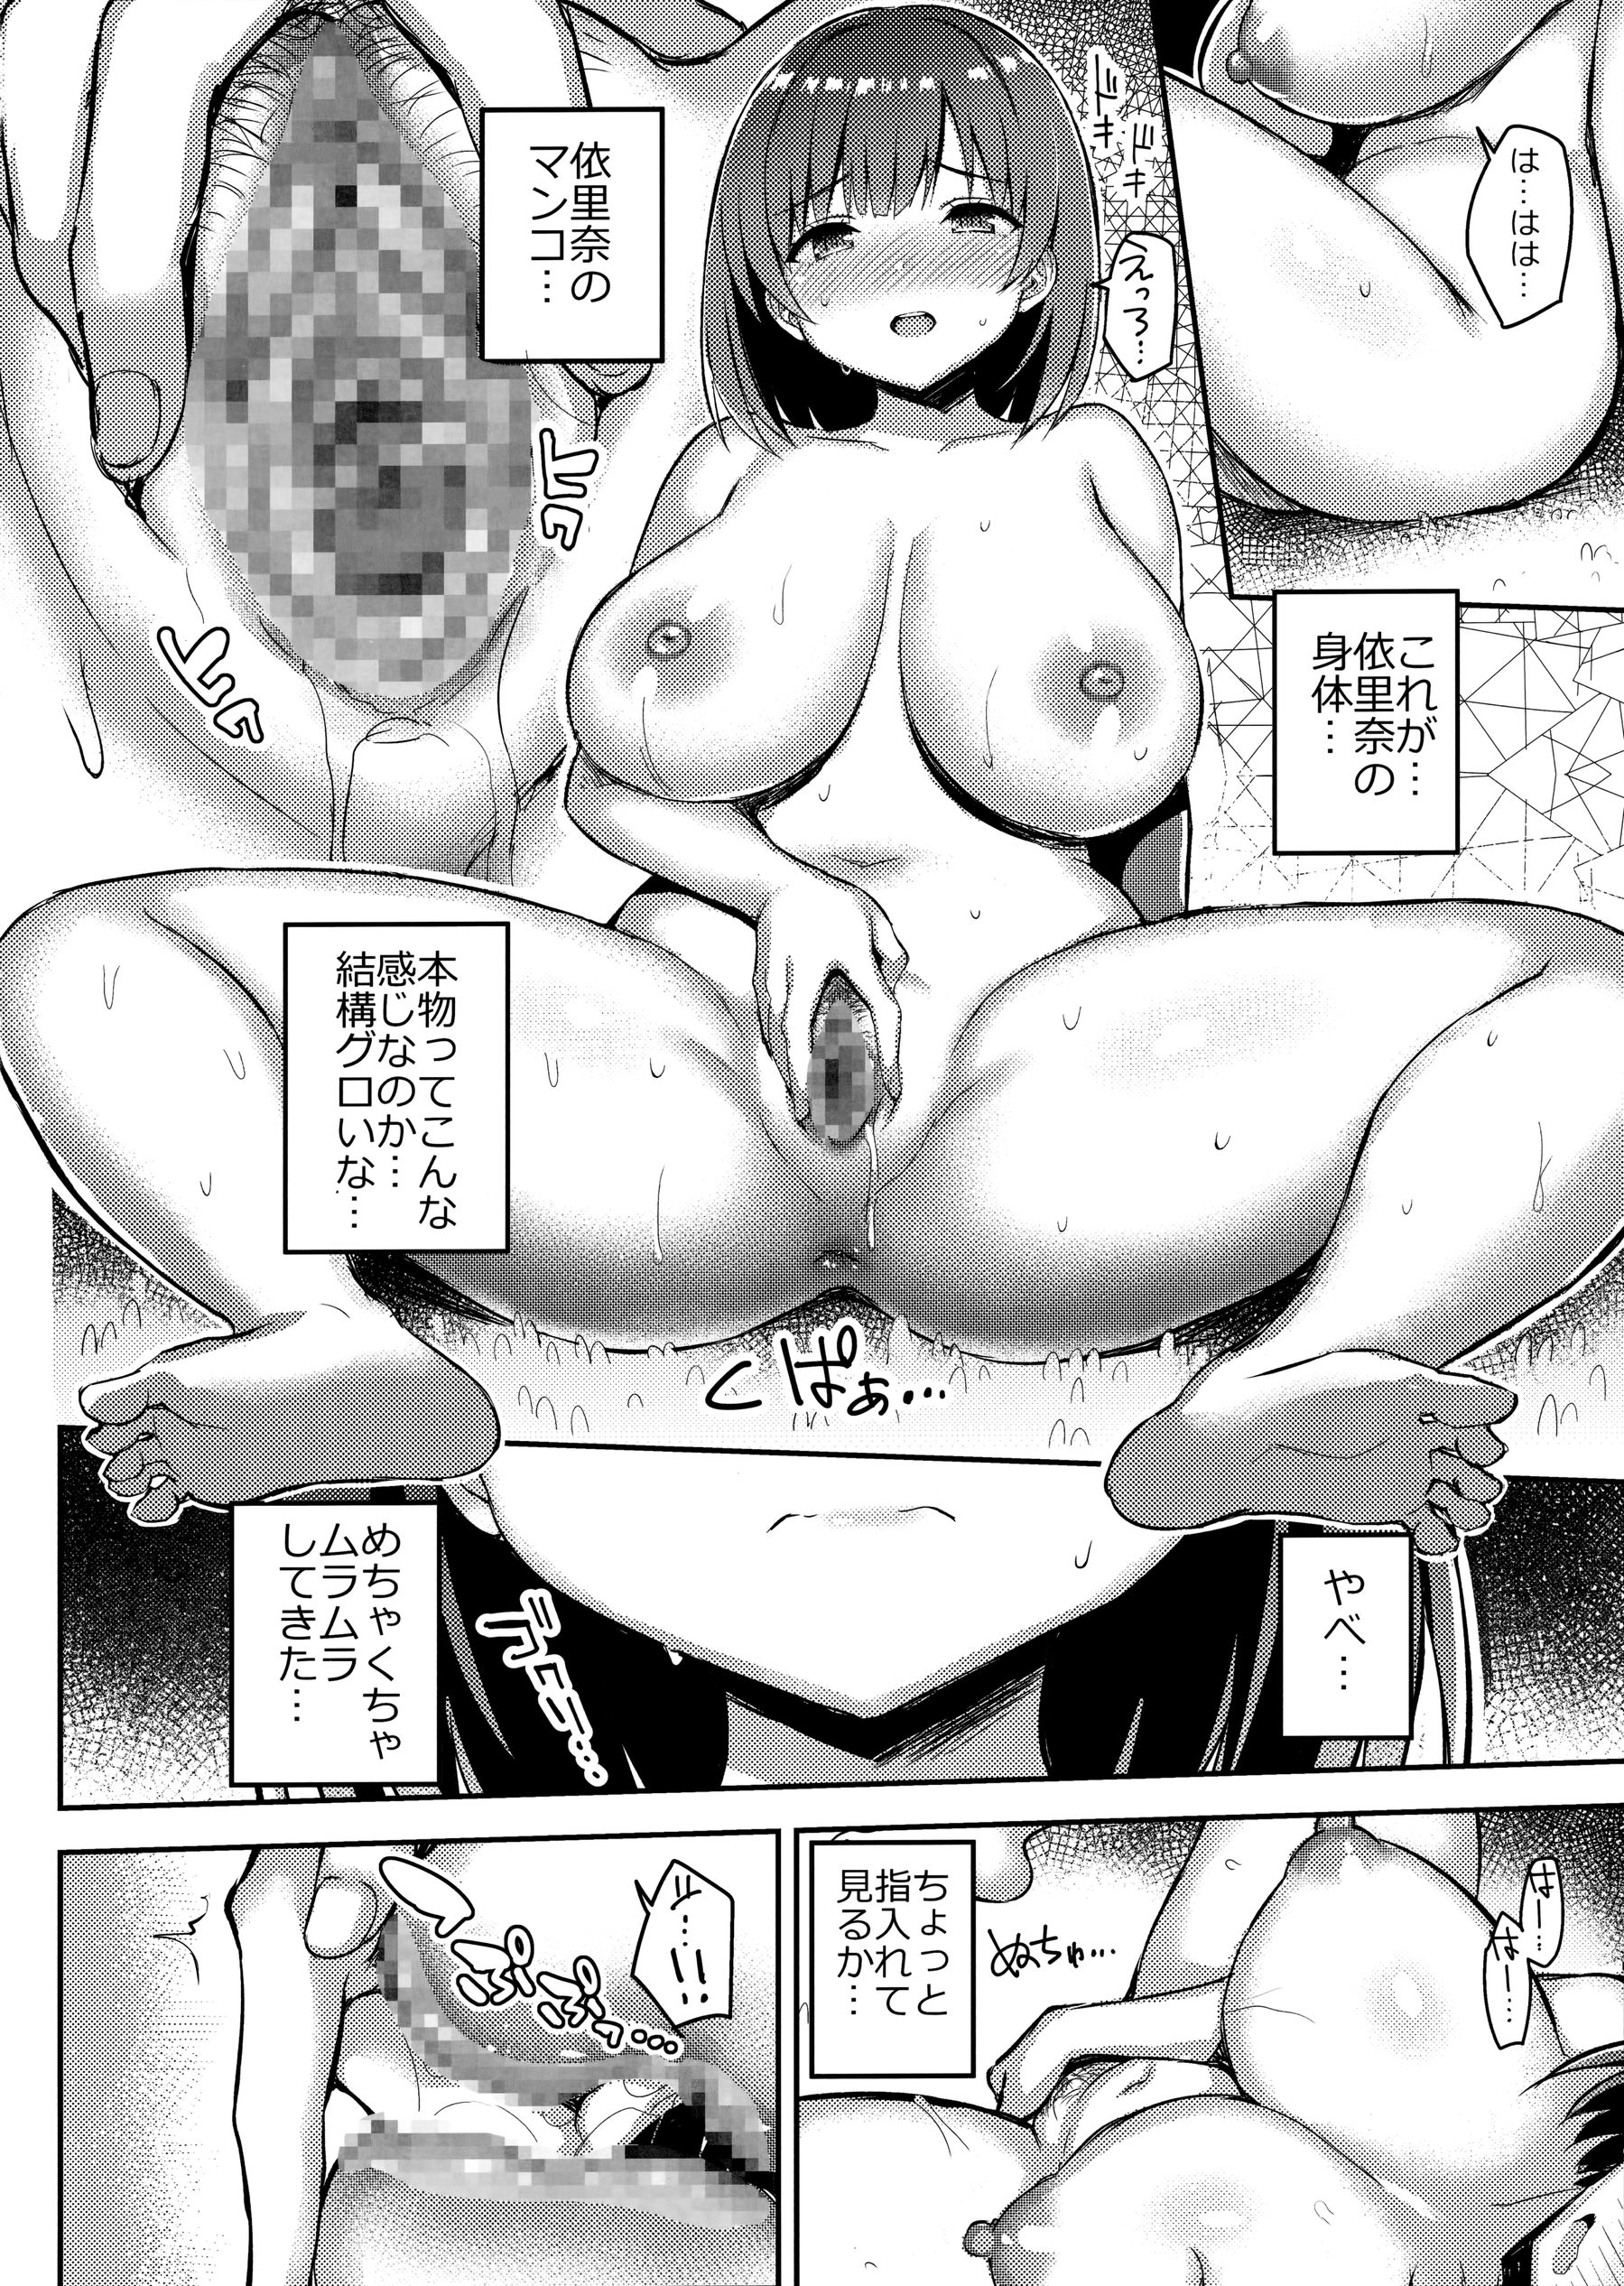 は…はは…
ドキ
ドドキ
えっろ…
これが…
依里奈の
身体…
依里奈の
マンコ…
ヒク
ヒク
本物ってこんな
感じなのか…
結構グロいな…
くぱぁ…
やべ…
めちゃくちゃ
ムラムラ
してきた…
はー…
はー…
ちょっと
指入れて
見るか…
ぬちゅ…
ッ…!!